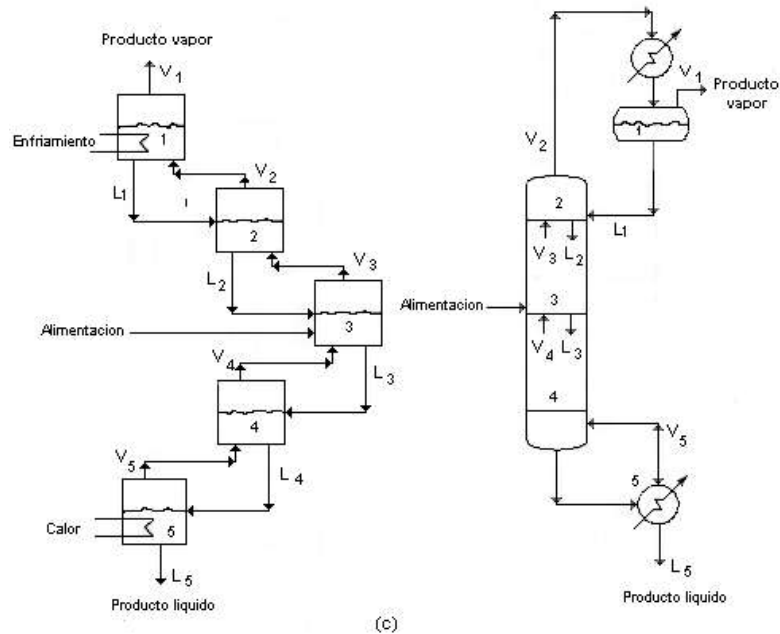 Producto vapor
V1
Enfriamiento
1
L1
V2
2
L2
V3
Alimentacion
3
V4
L3
4
V5
L4
Calor
5
L5
Producto liquido
V1
Producto
vapor
1
V2
2
L1
V3
L2
Alimentacion
3
V4
L3
4
V5
5
L5
Producto liquido
(c)